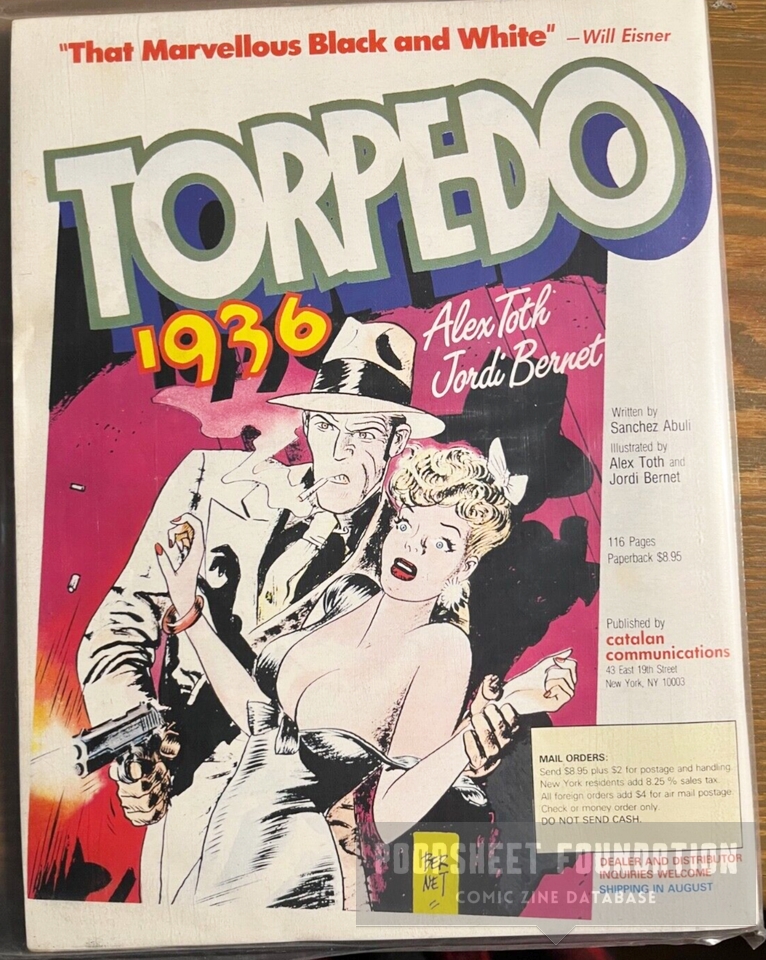 "That Marvellous Black and White" —Will Eisner
TORPEDO
1936
Alex Toth
Jordi Bernet
Written by
Sanchez Abuli
Illustrated by
Alex Toth and
Jordi Bernet
116 Pages
Paperback $8.95
Published by
catalan
communications
43 East 19th Street
New York, NY 10003
MAIL ORDERS:
Send $8.95 plus $2 for postage and handling.
New York residents add 8.25 % sales tax.
All foreign orders add $4 for air mail postage.
Check or money order only.
DO NOT SEND CASH.
BER
NET
DEALER AND DISTRIBUTOR
INQUIRIES WELCOME
SHIPPING IN AUGUST
POOPSHEET FOUNDATION
COMIC ZINE DATABASE